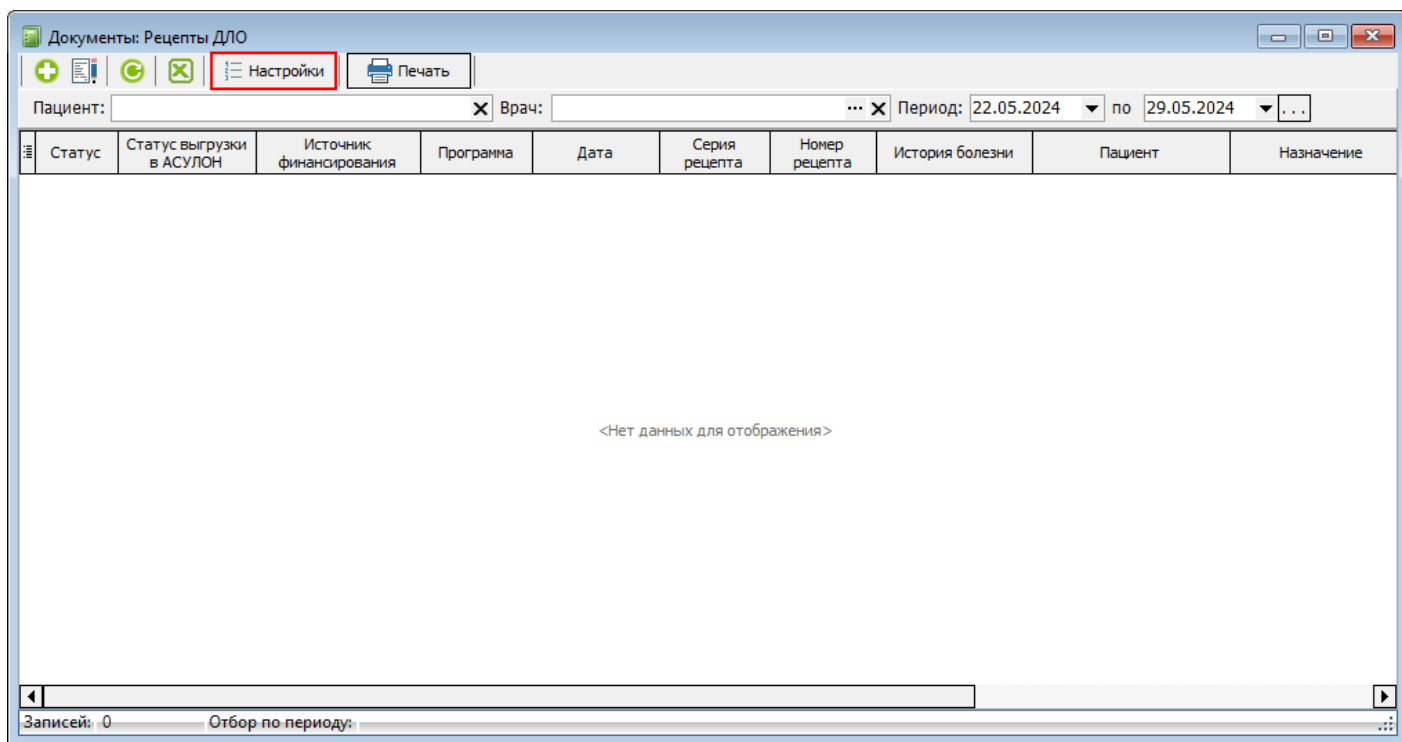 Документы: Рецепты ДЛО
Настройки Печать
Пациент: Врач: ... Период: 22.05.2024 по 29.05.2024 ...
Статус Статус выгрузки в АСУЛОН Источник финансирования Программа Дата Серия рецепта Номер рецепта История болезни Пациент Назначение
<Нет данных для отображения>
Записей: 0 Отбор по периоду: